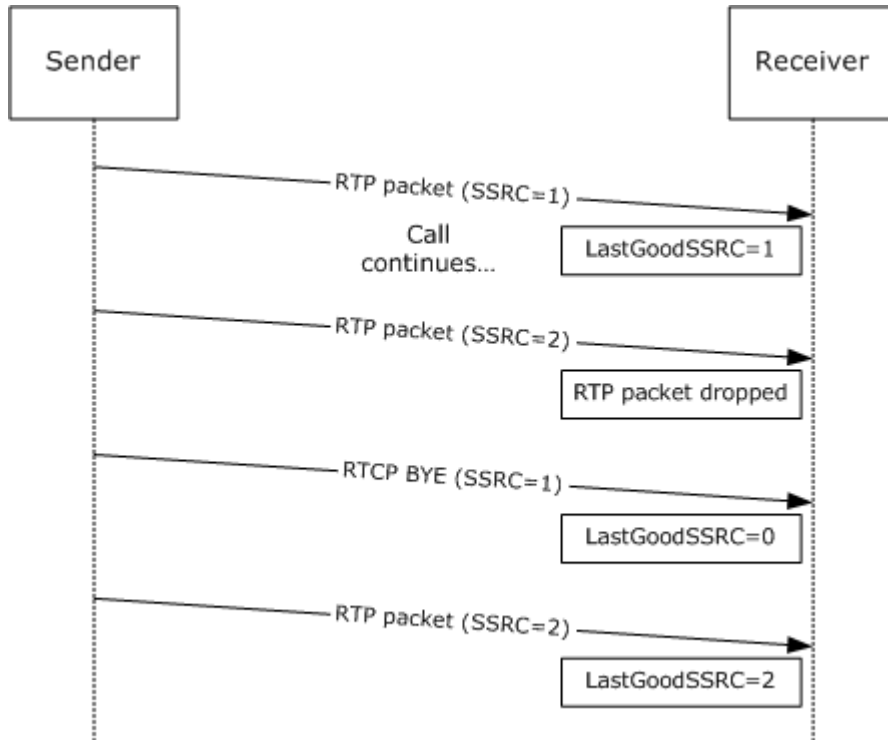 Sender
Receiver
RTP packet (SSRC=1)
Call
continues...
LastGoodSSRC=1
RTP packet (SSRC=2)
RTP packet dropped
RTCP BYE (SSRC=1)
LastGoodSSRC=0
RTP packet (SSRC=2)
LastGoodSSRC=2